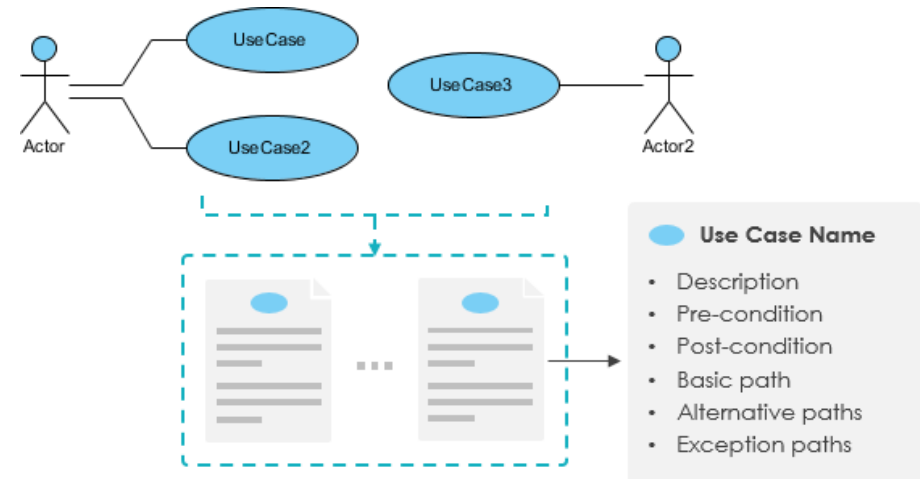 UseCase
UseCase3
Actor
UseCase2
Actor2
Use Case Name
• Description
• Pre-condition
• Post-condition
• Basic path
• Alternative paths
• Exception paths